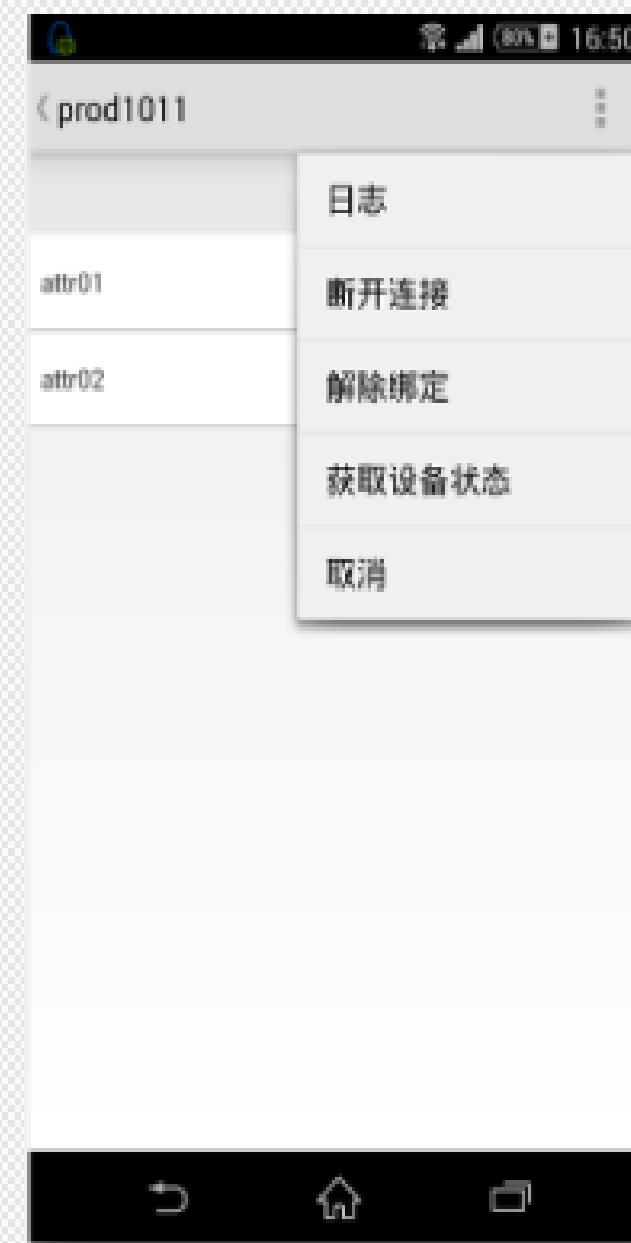 80% 16:50
prod1011
日志
attr01
断开连接
attr02
解除绑定
获取设备状态
取消